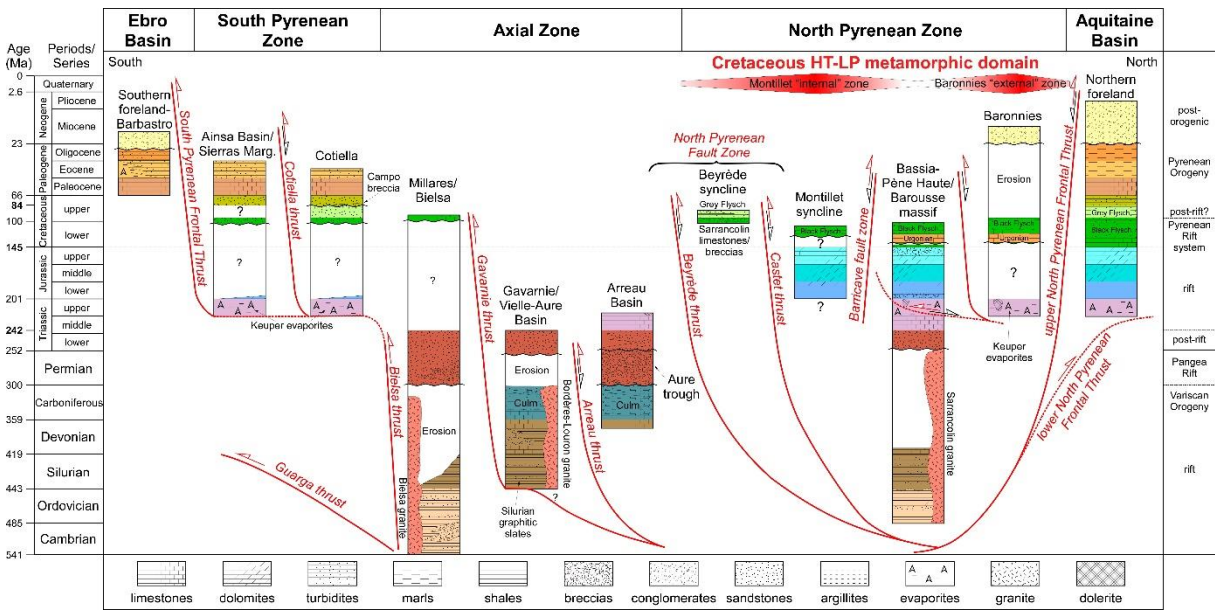 Ebro Basin
South Pyrenean Zone
Axial Zone
North Pyrenean Zone
Aquitaine Basin
Age (Ma)
Periods/ Series
South
North
Cretaceous HT-LP metamorphic domain
Montillet "internal" zone
Baronnies "external" zone
0
2.6
23
66
84
100
145
201
242
252
300
359
419
443
485
541
Quaternary
Neogene
Pliocene
Miocene
Paleogene
Oligocene
Eocene
Paleocene
Cretaceous
upper
lower
Jurassic
upper
middle
lower
Triassic
upper
middle
lower
Permian
Carboniferous
Devonian
Silurian
Ordovician
Cambrian
Southern
foreland-
Barbastro
A
South Pyrenean Frontal Thrust
Ainsa Basin/
Sierras Marg.
?
?
A A A
Cotiella thrust
Cotiella
Campo
breccia
?
A A A
Keuper evaporites
Guarga thrust
Bielsa thrust
Millares/
Bielsa
?
Erosion
Bielsa granite
Gavarnie thrust
Gavarnie/
Vielle-Aure
Basin
Erosion
Culm
Bordères-Louron granite
Silurian
graphitic
slates
?
Arreau thrust
Arreau
Basin
Culm
Aure
trough
North Pyrenean
Fault Zone
Beyrède
syncline
Grey Flysch
Sarrancolin
limestones/
breccias
Beyrède thrust
Castet thrust
Montillet
syncline
Black Flysch
?
?
Barricave fault zone
Bassia-
Pène Haute/
Barousse
massif
Black Flysch
Urgonian
A A
Sarrancolin granite
Baronnies
Erosion
Black Flysch
Urgonian
?
A A
Keuper
evaporites
upper North Pyrenean Frontal Thrust
lower North Pyrenean
Frontal Thrust
Northern
foreland
Grey Flysch
Black Flysch
A A
post-
orogenic
Pyrenean
Orogeny
post-rift?
Pyrenean
Rift
system
rift
post-rift
Pangea
Rift
Variscan
Orogeny
rift
limestones
dolomites
turbidites
marls
shales
breccias
conglomerates
sandstones
argillites
evaporites
granite
dolerite